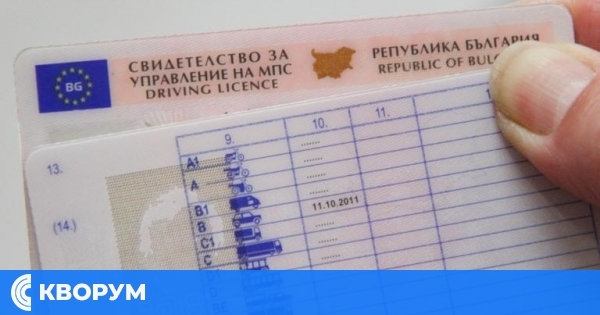 СВИДЕТЕЛСТВО ЗА
УПРАВЛЕНИЕ НА МПС
DRIVING LICENCE
РЕПУБЛИКА БЪЛГАРИЯ
REPUBLIC OF
BG
9. 10. 11.
13.
(14.)
A1
A
B1 11.10.2011
B
C1
C
КВОРУМ